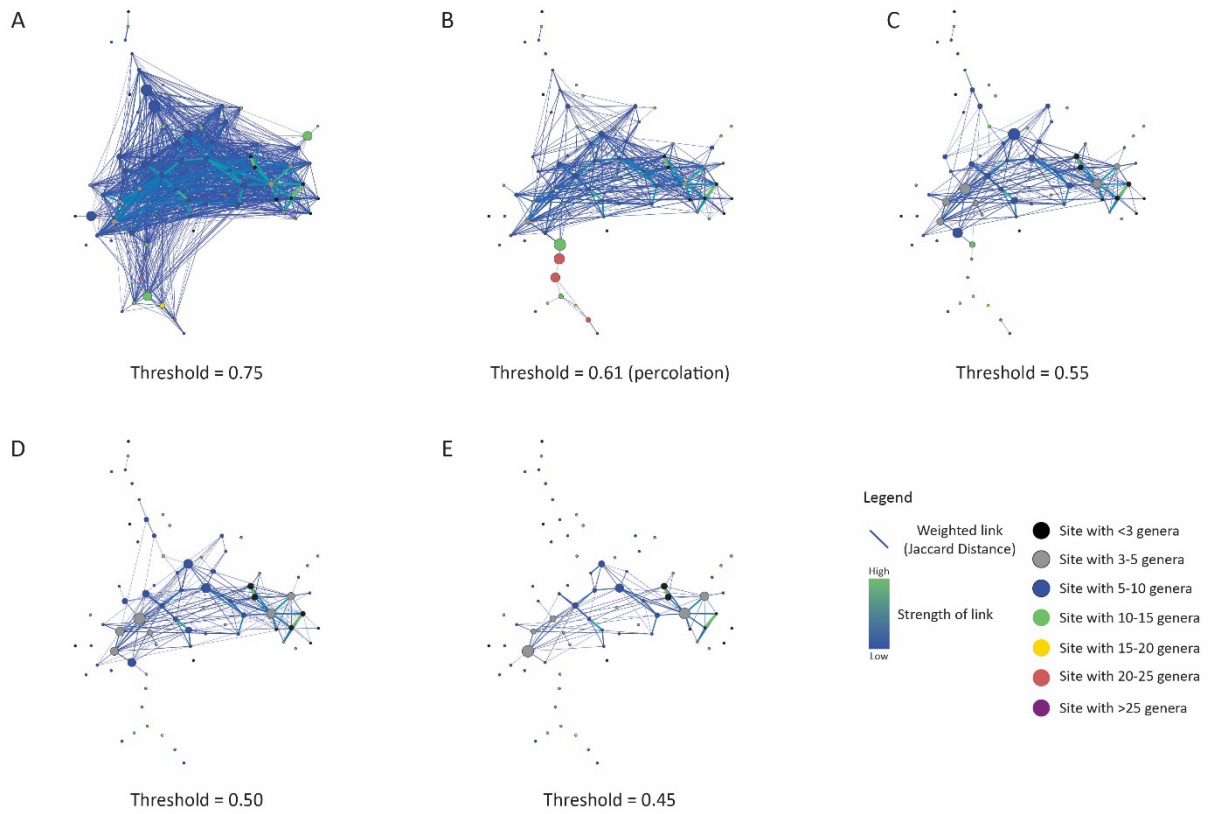 A
B
C
Threshold = 0.75
Threshold = 0.61 (percolation)
Threshold = 0.55
D
E
Threshold = 0.50
Threshold = 0.45
Legend
Weighted link
(Jaccard Distance)
High
Strength of link
Low
Site with <3 genera
Site with 3-5 genera
Site with 5-10 genera
Site with 10-15 genera
Site with 15-20 genera
Site with 20-25 genera
Site with >25 genera